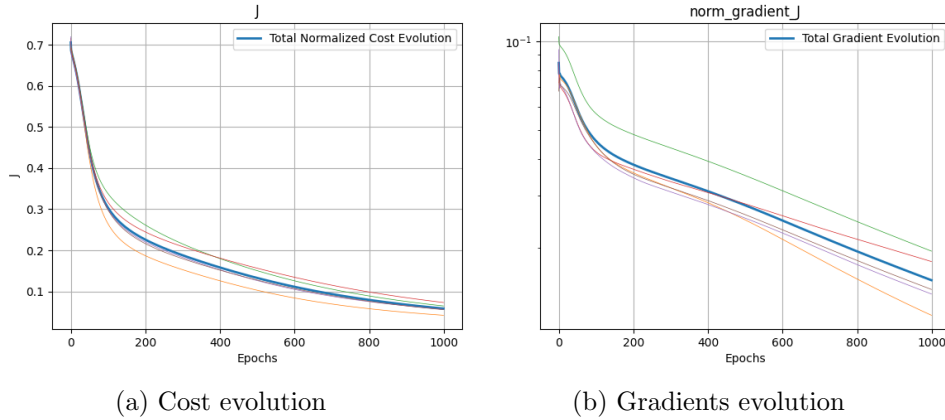 J
Total Normalized Cost Evolution
0.7
0.6
0.5
0.4
0.3
0.2
0.1
J
0 200 400 600 800 1000
Epochs
(a) Cost evolution
norm_gradient_J
Total Gradient Evolution
10⁻¹
0 200 400 600 800 1000
Epochs
(b) Gradients evolution